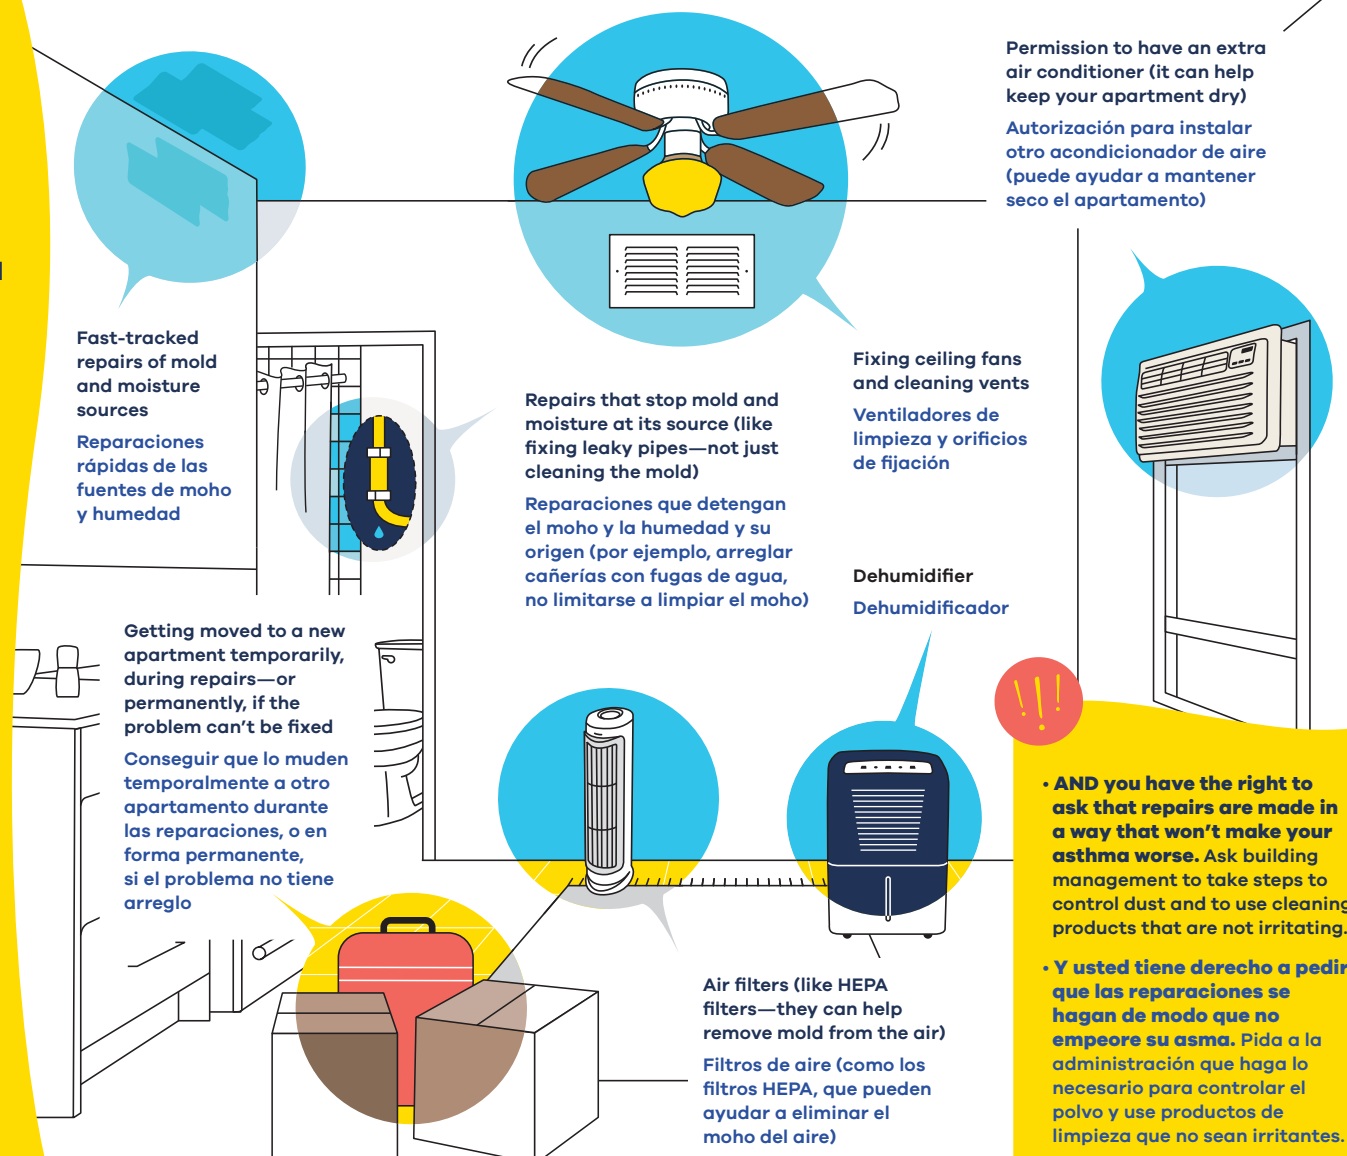 Permission to have an extra
air conditioner (it can help
keep your apartment dry)
Autorización para instalar
otro acondicionador de aire
(puede ayudar a mantener
seco el apartamento)
Fast-tracked
repairs of mold
and moisture
sources
Reparaciones
rápidas de las
fuentes de moho
y humedad
Fixing ceiling fans
and cleaning vents
Ventiladores de
limpieza y orificios
de fijación
Repairs that stop mold and
moisture at its source (like
fixing leaky pipes—not just
cleaning the mold)
Reparaciones que detengan
el moho y la humedad y su
origen (por ejemplo, arreglar
cañerías con fugas de agua,
no limitarse a limpiar el moho)
Dehumidifier
Dehumidificador
Getting moved to a new
apartment temporarily,
during repairs—or
permanently, if the
problem can't be fixed
Conseguir que lo muden
temporalmente a otro
apartamento durante
las reparaciones, o en
forma permanente,
si el problema no tiene
arreglo
Air filters (like HEPA
filters—they can help
remove mold from the air)
Filtros de aire (como los
filtros HEPA, que pueden
ayudar a eliminar el
moho del aire)
!!!
• AND you have the right to
ask that repairs are made in
a way that won't make your
asthma worse. Ask building
management to take steps to
control dust and to use cleaning
products that are not irritating.
• Y usted tiene derecho a pedir
que las reparaciones se
hagan de modo que no
empeore su asma. Pida a la
administración que haga lo
necesario para controlar el
polvo y use productos de
limpieza que no sean irritantes.